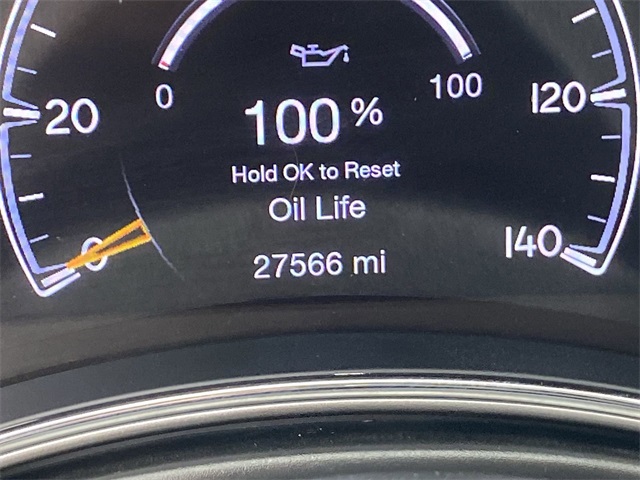 0 100
100 %
20 120
Hold OK to Reset
Oil Life
0 140
27566 mi